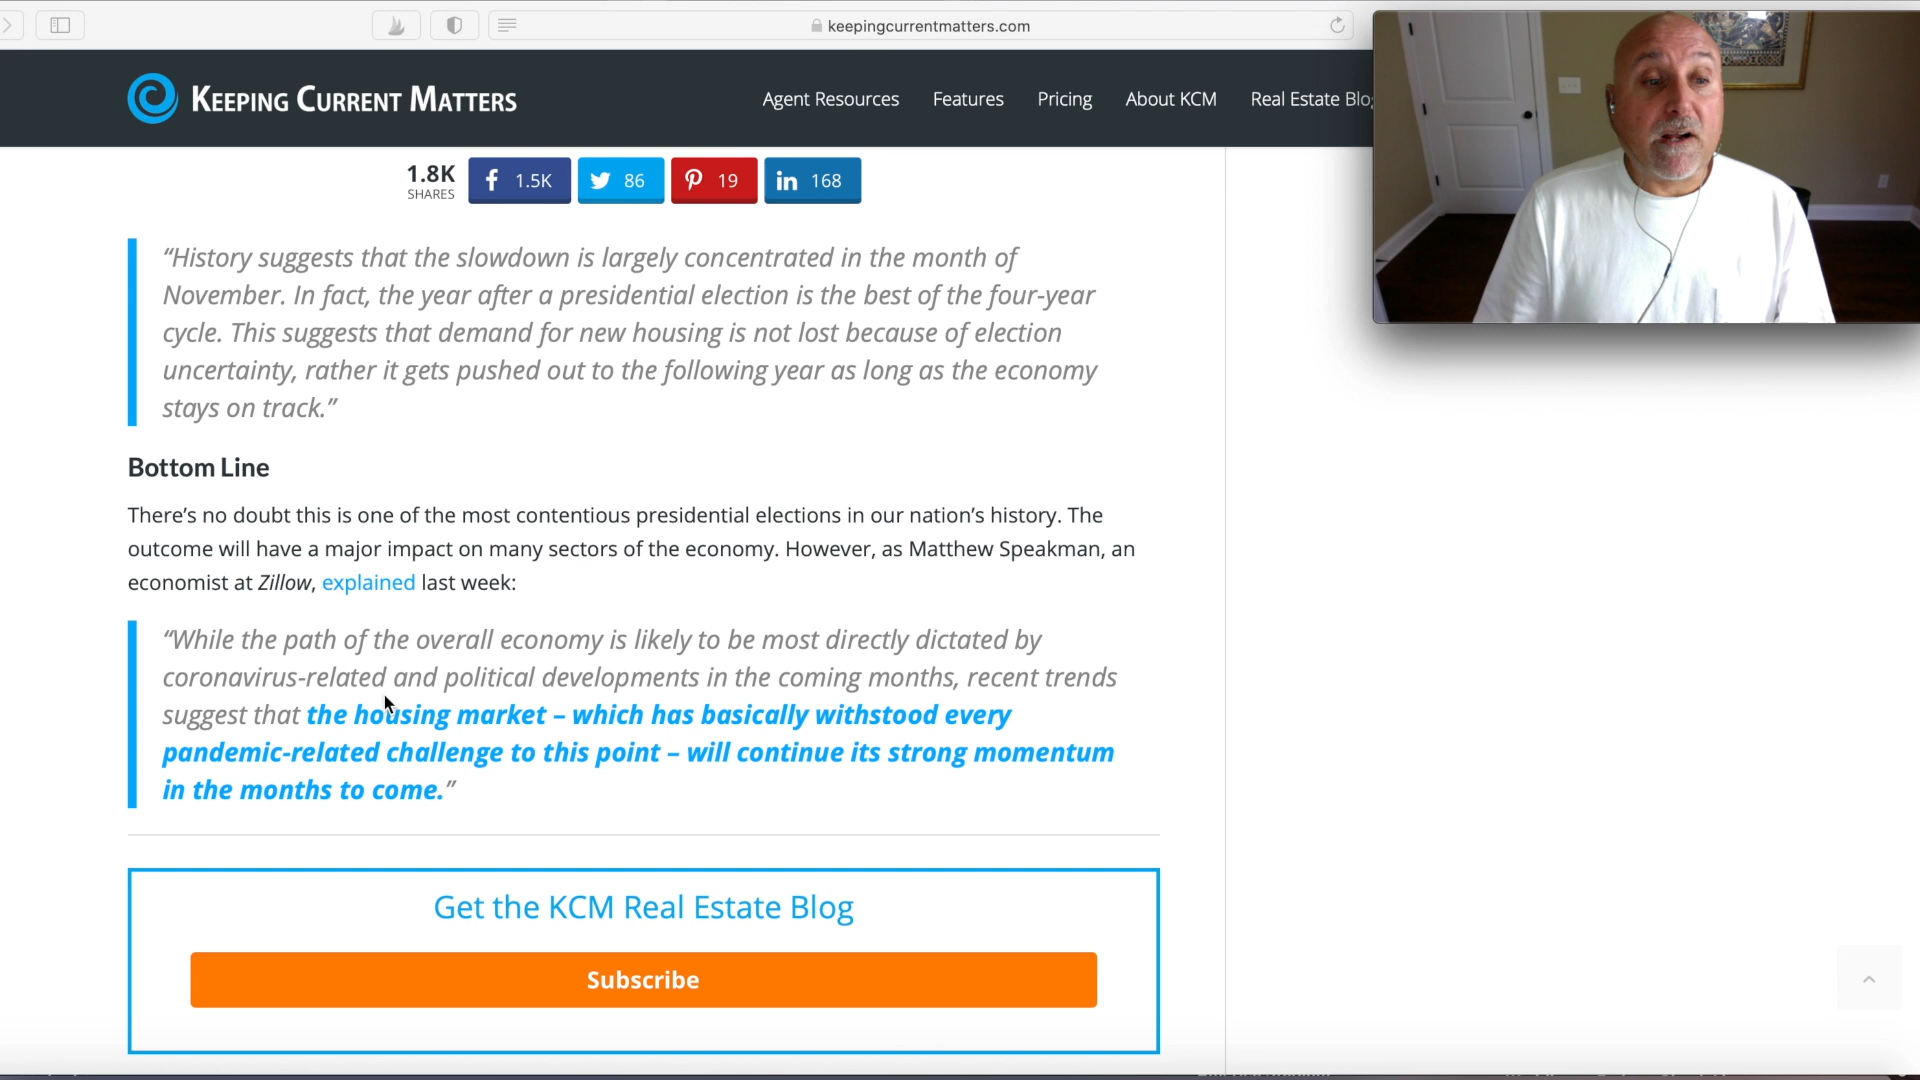 keepingcurrentmatters.com
KEEPING CURRENT MATTERS
Agent Resources Features Pricing About KCM Real Estate Blo
1.8K
SHARES
1.5K
86
19
168
“History suggests that the slowdown is largely concentrated in the month of
November. In fact, the year after a presidential election is the best of the four-year
cycle. This suggests that demand for new housing is not lost because of election
uncertainty, rather it gets pushed out to the following year as long as the economy
stays on track.”
Bottom Line
There’s no doubt this is one of the most contentious presidential elections in our nation’s history. The
outcome will have a major impact on many sectors of the economy. However, as Matthew Speakman, an
economist at Zillow, explained last week:
“While the path of the overall economy is likely to be most directly dictated by
coronavirus-related and political developments in the coming months, recent trends
suggest that the housing market – which has basically withstood every
pandemic-related challenge to this point – will continue its strong momentum
in the months to come.”
Get the KCM Real Estate Blog
Subscribe